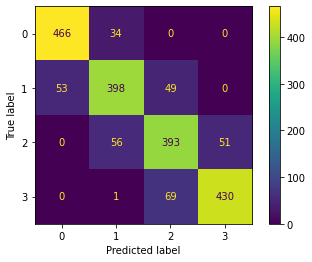 0 466 34 0 0
1 53 398 49 0
2 0 56 393 51
3 0 1 69 430
0 1 2 3
Predicted label
True label
400
300
200
100
0